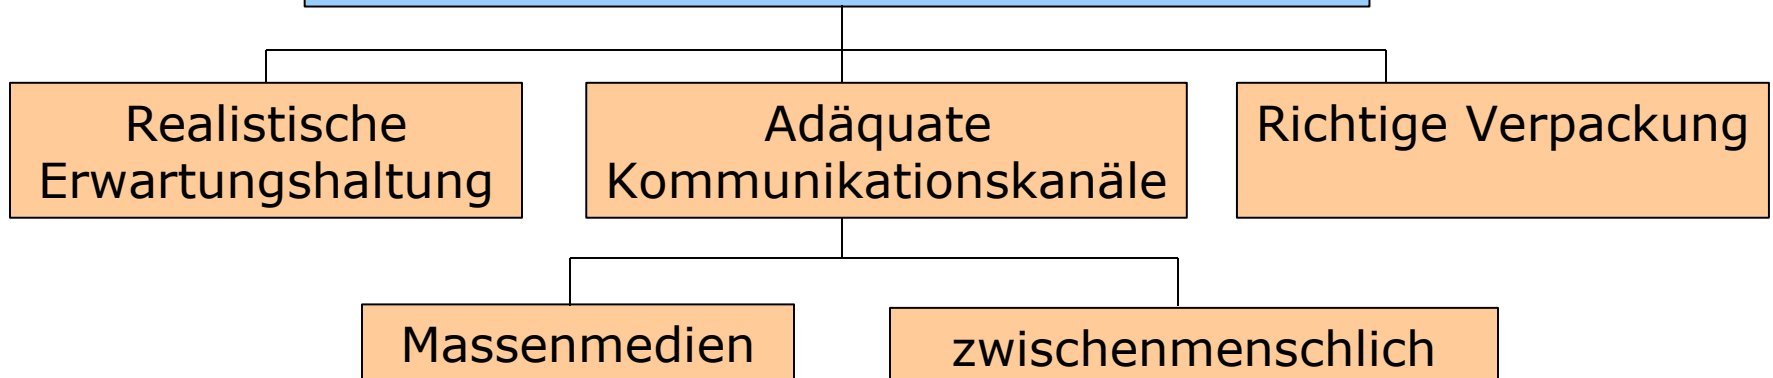 Realistische
Erwartungshaltung
Adäquate
Kommunikationskanäle
Richtige Verpackung
Massenmedien
zwischenmenschlich